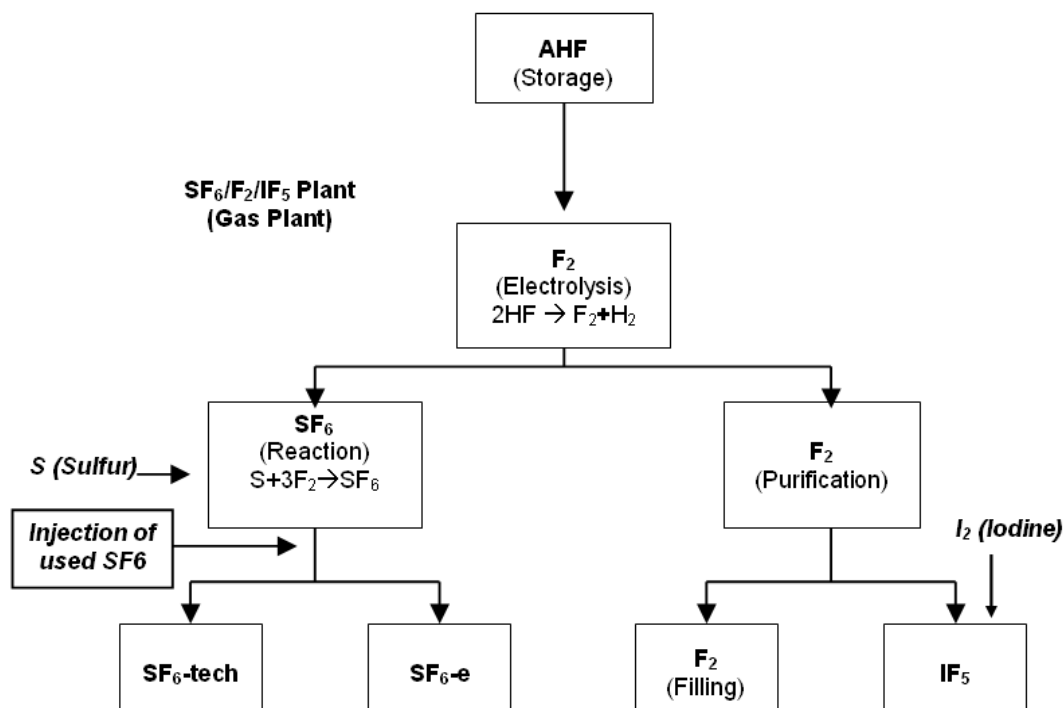 AHF
(Storage)
SF₆/F₂/IF₅ Plant
(Gas Plant)
F₂
(Electrolysis)
2HF → F₂+H₂
SF₆
(Reaction)
S+3F₂→SF₆
F₂
(Purification)
S (Sulfur)
Injection of
used SF6
I₂ (Iodine)
SF₆-tech
SF₆-e
F₂
(Filling)
IF₅